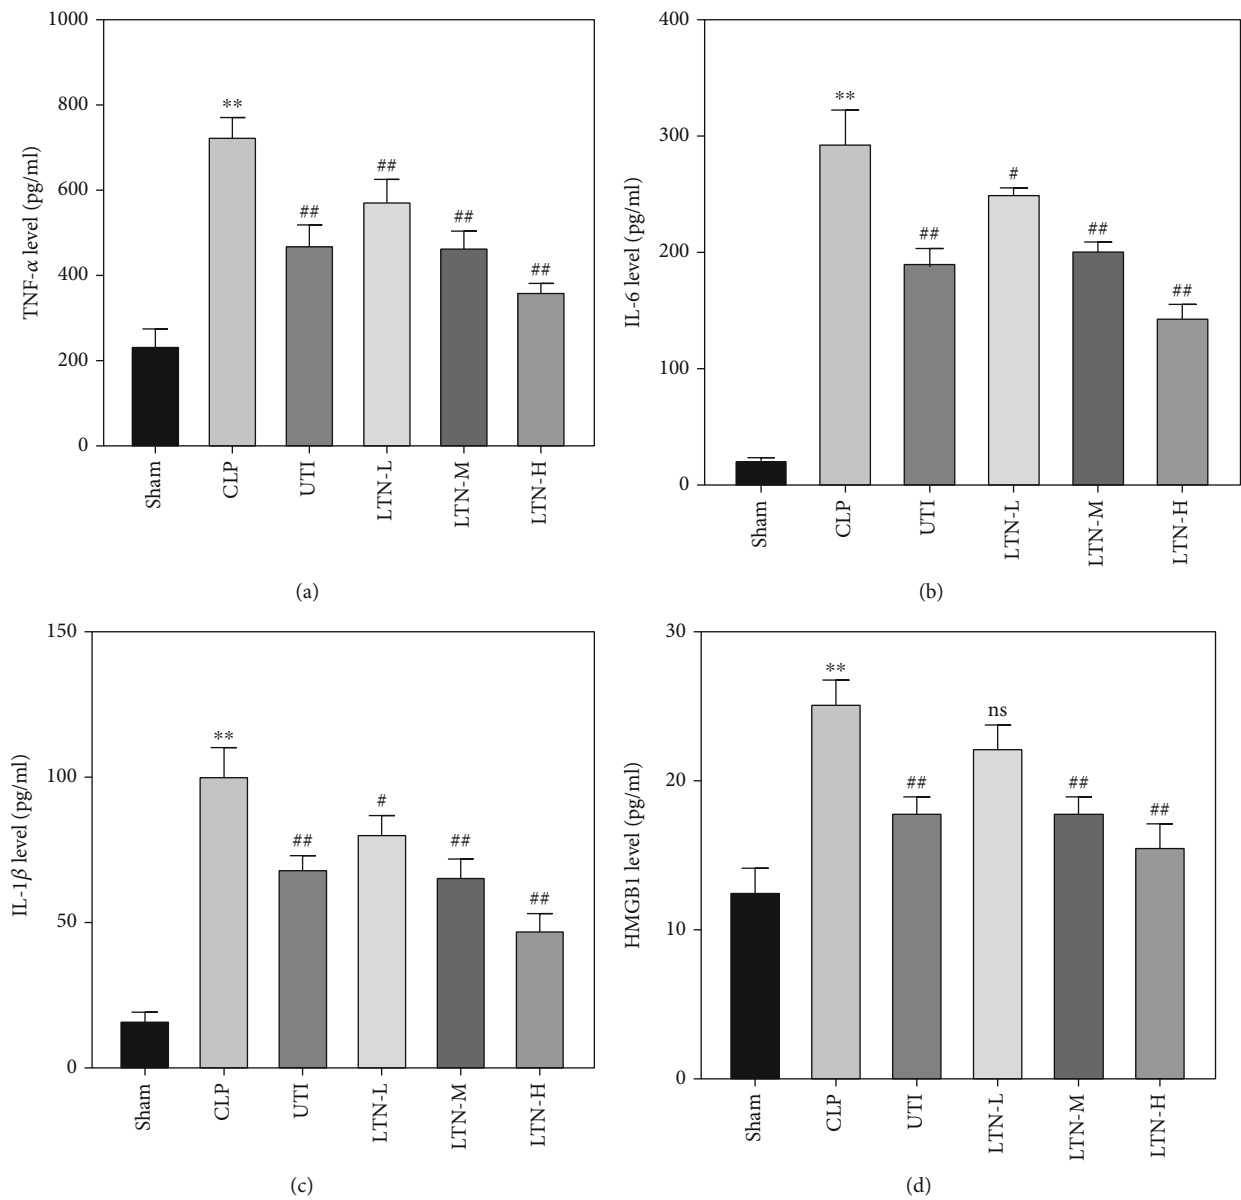 1000
800
600
400
200
0
TNF-α level (pg/ml)
**
##
##
##
##
Sham
CLP
UTI
LTN-L
LTN-M
LTN-H
(a)
400
300
200
100
0
IL-6 level (pg/ml)
**
##
#
##
##
Sham
CLP
UTI
LTN-L
LTN-M
LTN-H
(b)
150
100
50
0
IL-1β level (pg/ml)
**
##
#
##
##
Sham
CLP
UTI
LTN-L
LTN-M
LTN-H
(c)
30
20
10
0
HMGB1 level (pg/ml)
**
##
ns
##
##
Sham
CLP
UTI
LTN-L
LTN-M
LTN-H
(d)